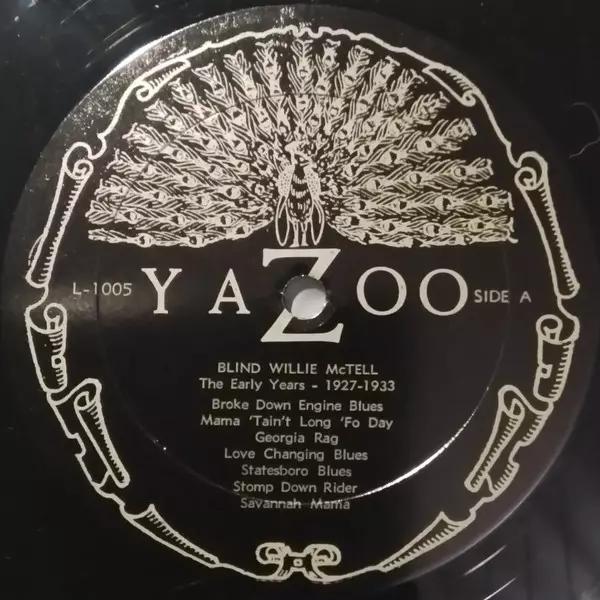 L-1005 YAZOO SIDE A
BLIND WILLIE McTELL
The Early Years - 1927-1933
Broke Down Engine Blues
Mama 'Tain't Long 'Fo Day
Georgia Rag
Love Changing Blues
Statesboro Blues
Stomp Down Rider
Savannah Mama